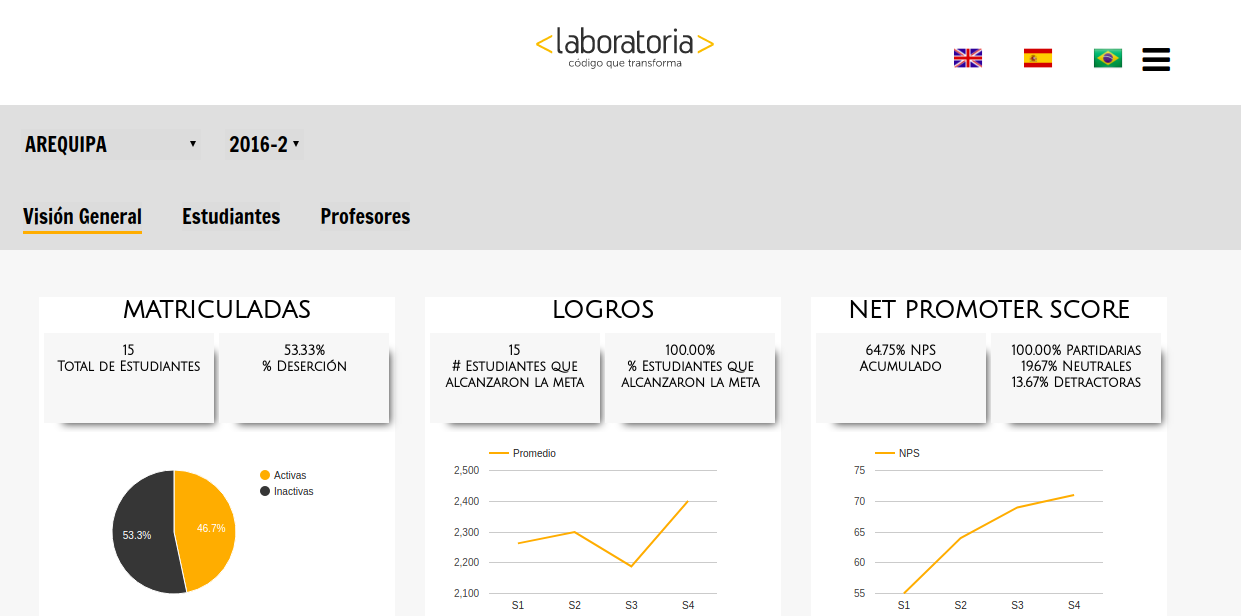 <laboratoria>
código que transforma
AREQUIPA ▼
2016-2 ▼
Visión General
Estudiantes
Profesores
MATRICULADAS
15
Total de Estudiantes
53.33%
% Deserción
Activas
Inactivas
53.3%
46.7%
LOGROS
15
# Estudiantes que
alcanzaron la meta
100.00%
% Estudiantes que
alcanzaron la meta
Promedio
2,500
2,400
2,300
2,200
2,100
S1 S2 S3 S4
NET PROMOTER SCORE
64.75% NPS
Acumulado
100.00% Partidarias
19.67% Neutrales
13.67% Detractoras
NPS
75
70
65
60
55
S1 S2 S3 S4